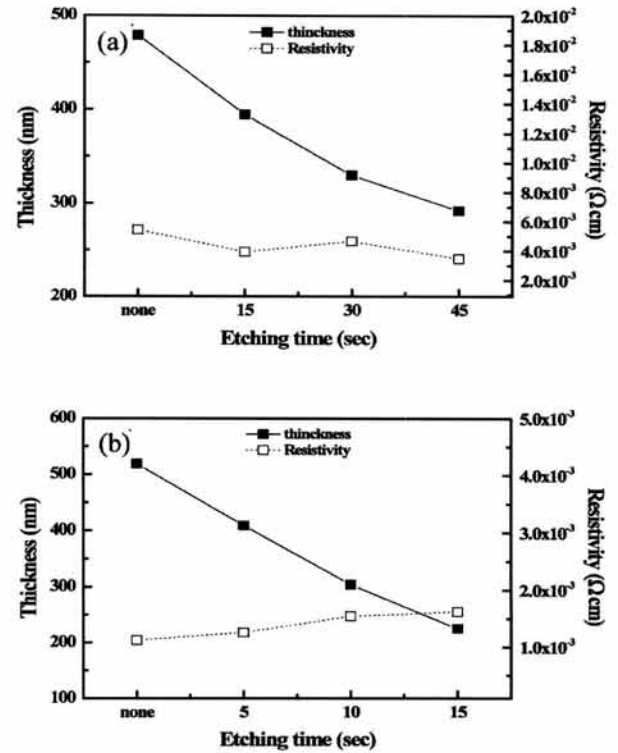 (a)
thinckness
Resistivity
Thickness (nm)
500
400
300
200
2.0x10-2
1.8x10-2
1.6x10-2
1.4x10-2
1.2x10-2
1.0x10-2
8.0x10-3
6.0x10-3
4.0x10-3
2.0x10-3
Resistivity (Ωcm)
none 15 30 45
Etching time (sec)
(b)
thinckness
Resistivity
Thickness (nm)
600
500
400
300
200
100
5.0x10-3
4.0x10-3
3.0x10-3
2.0x10-3
1.0x10-3
Resistivity (Ωcm)
none 5 10 15
Etching time (sec)